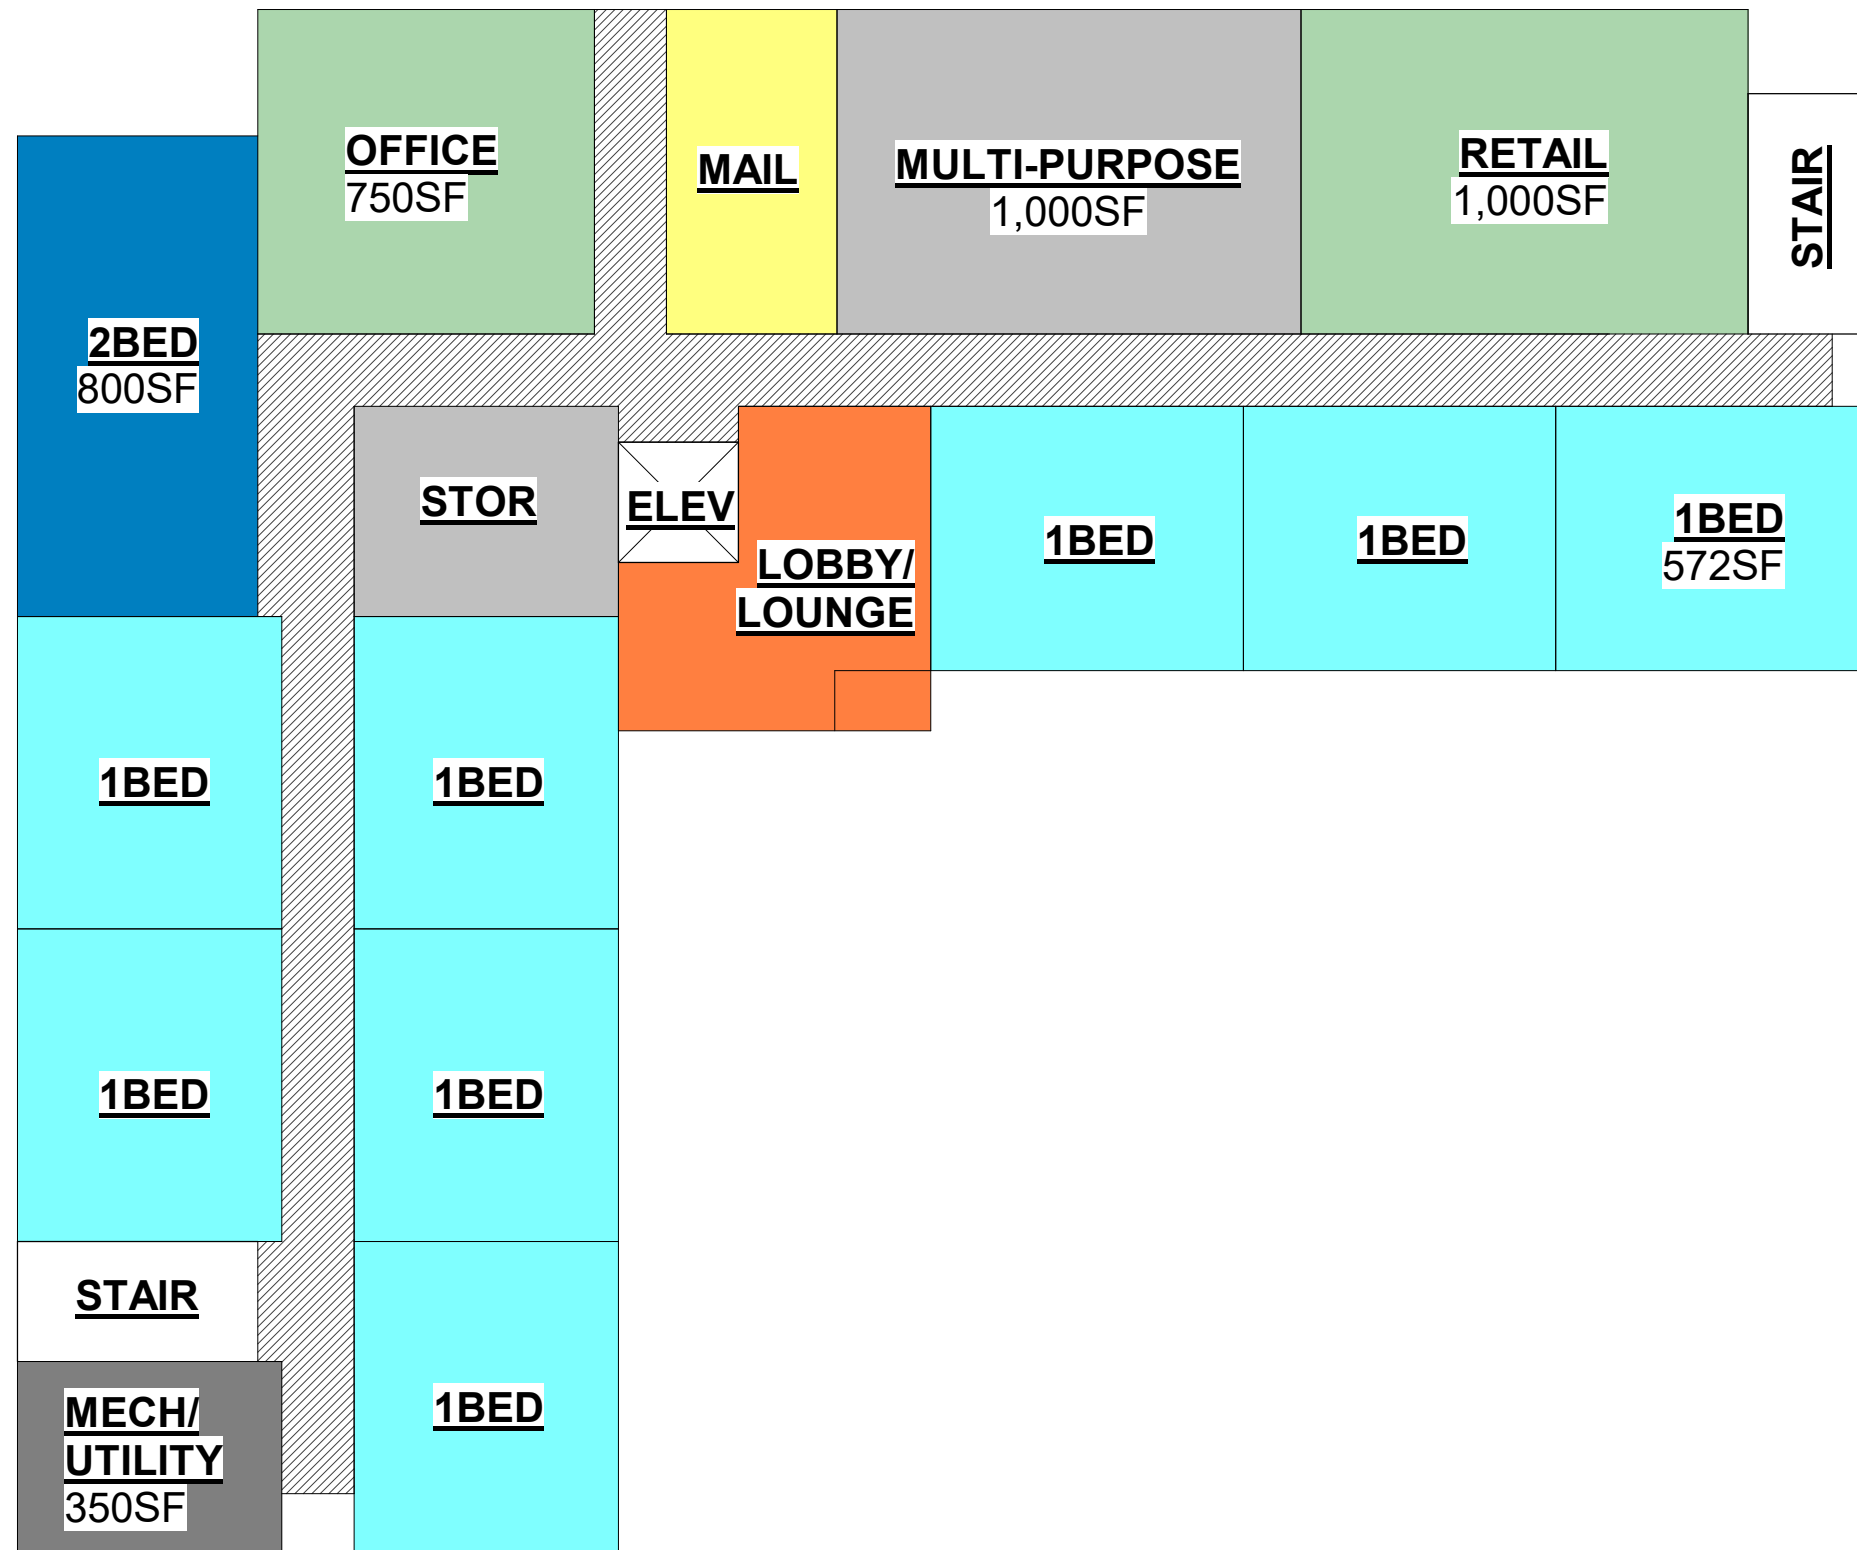 OFFICE
750SF
MAIL
MULTI-PURPOSE
1,000SF
RETAIL
1,000SF
STAIR
2BED
800SF
STOR
ELEV
LOBBY/
LOUNGE
1BED
1BED
1BED
572SF
1BED
1BED
1BED
1BED
STAIR
MECH/
UTILITY
350SF
1BED